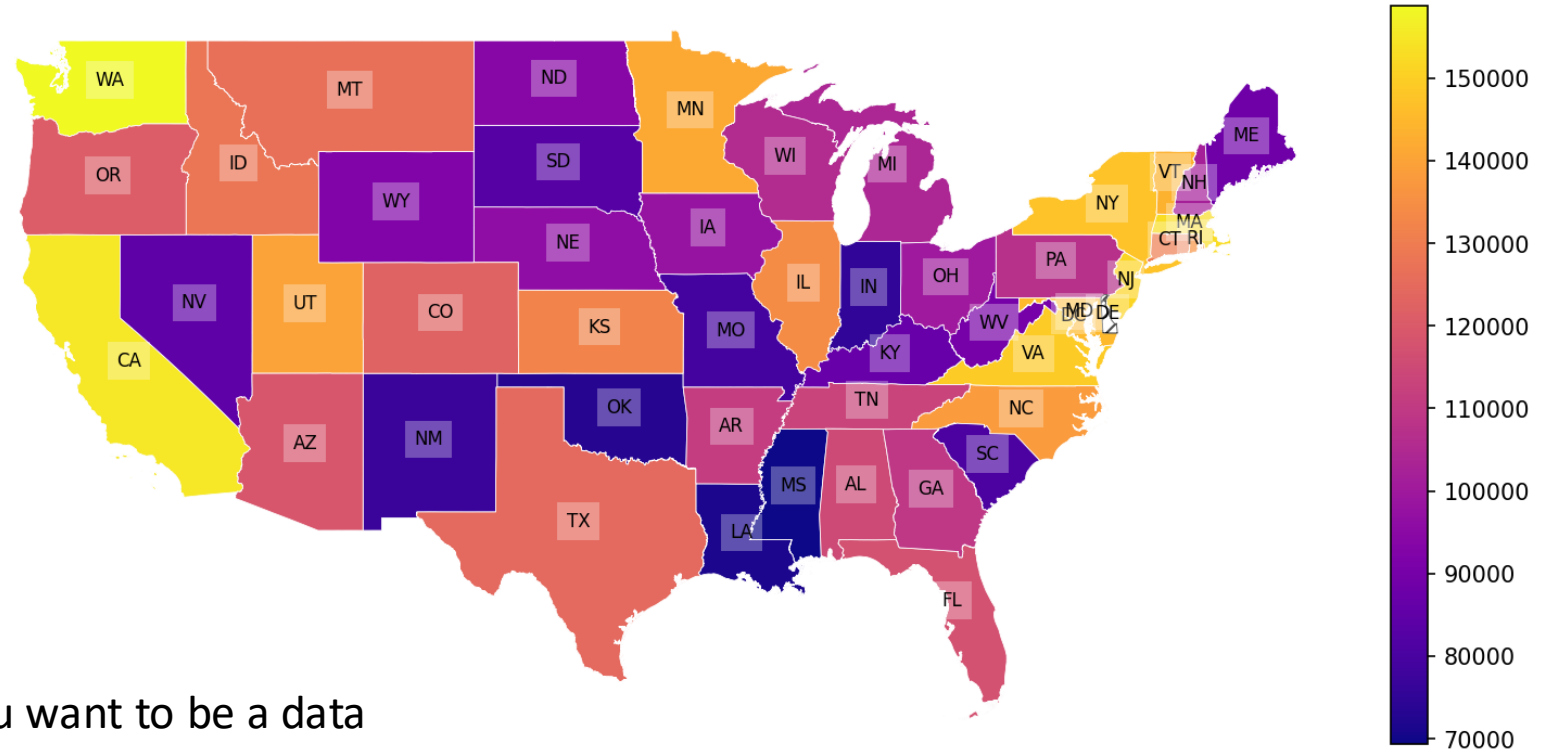 WA
MT
ND
MN
OR
ID
WY
SD
WI
MI
ME
VT
NH
NY
MA
CT RI
NE
IA
PA
NJ
NV
UT
CO
KS
IL
IN
OH
WV
MD
DC
DE
CA
MO
KY
VA
AZ
NM
OK
AR
TN
NC
TX
LA
MS
AL
GA
SC
FL
150000
140000
130000
120000
110000
100000
90000
80000
70000
u want to be a data